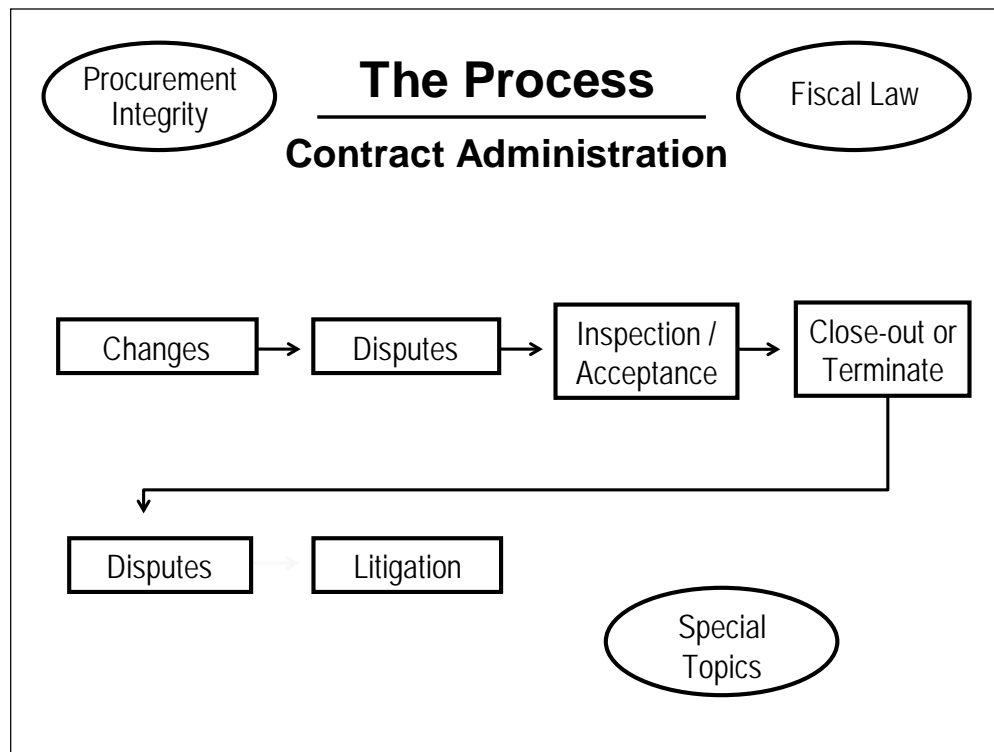 Procurement
Integrity
The Process
Contract Administration
Fiscal Law
Changes
Disputes
Inspection /
Acceptance
Close-out or
Terminate
Disputes
Litigation
Special
Topics